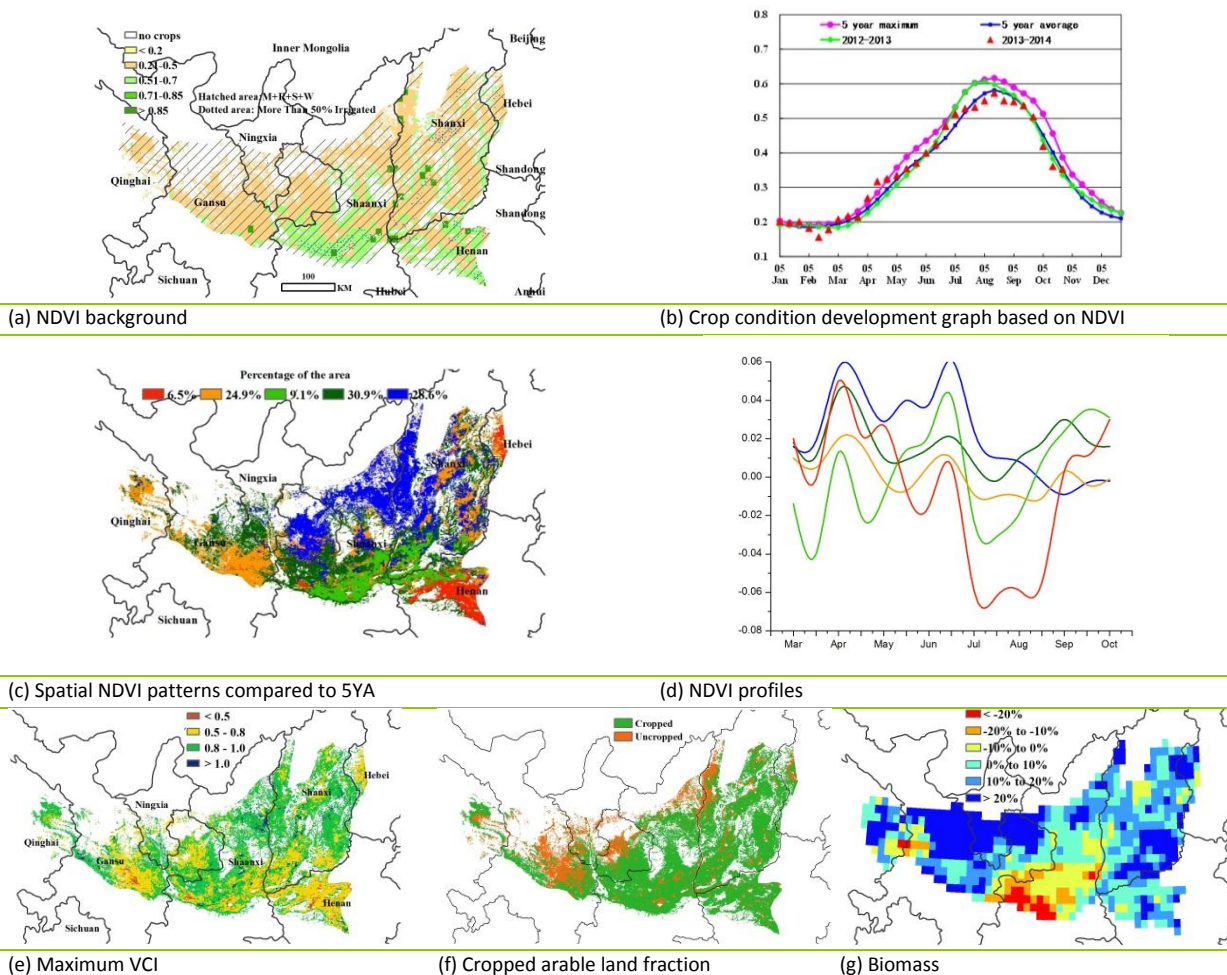 no crops
< 0.2
0.21-0.5
0.51-0.7
0.71-0.85
> 0.85
Hatched area:M+R+S+W
Dotted area: More Than 50% Irrigated
Inner Mongolia
Beijing
Hebei
Shanxi
Ningxia
Shandong
Qinghai
Gansu
Shaanxi
Shandong
Henan
Sichuan
100
KM
Hubei
Anhui
(a) NDVI background
5 year maximum
5 year average
2012-2013
2013-2014
0.8
0.7
0.6
0.5
0.4
0.3
0.2
0.1
05 05 05 05 05 05 05 05 05 05 05 05
Jan Feb Mar Apr May Jun Jul Aug Sep Oct Nov Dec
(b) Crop condition development graph based on NDVI
Percentage of the area
6.5% 24.9% 9.1% 30.9% 28.6%
Hebei
Shanxi
Ningxia
Qinghai
Gansu
Shaanxi
Henan
Sichuan
(c) Spatial NDVI patterns compared to 5YA
0.06
0.04
0.02
0.00
-0.02
-0.04
-0.06
-0.08
Mar Apr May Jun Jul Aug Sep Oct
(d) NDVI profiles
< 0.5
0.5 - 0.8
0.8 - 1.0
> 1.0
Hebei
Shanxi
Ningxia
Qinghai
Gansu
Shaanxi
Henan
Sichuan
(e) Maximum VCI
Cropped
Uncropped
(f) Cropped arable land fraction
< -20%
-20% to -10%
-10% to 0%
0% to 10%
10% to 20%
> 20%
(g) Biomass